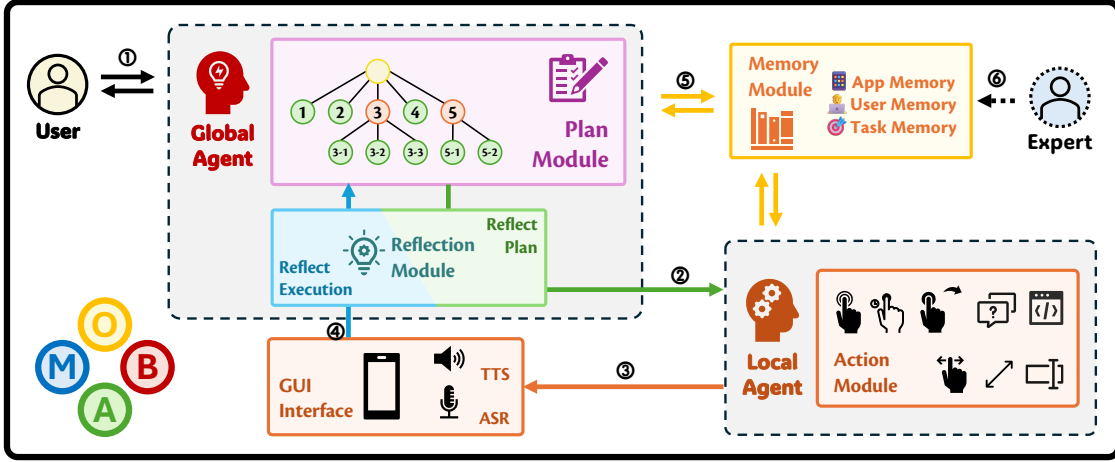 ①
User
Global
Agent
1
2
3
4
5
3-1
3-2
3-3
5-1
5-2
Plan
Module
Reflection
Module
Reflect
Plan
Reflect
Execution
⑤
Memory
Module
App Memory
User Memory
Task Memory
⑥
Expert
②
④
③
GUI
Interface
TTS
ASR
Local
Agent
?
</>
Action
Module
O
M
B
A